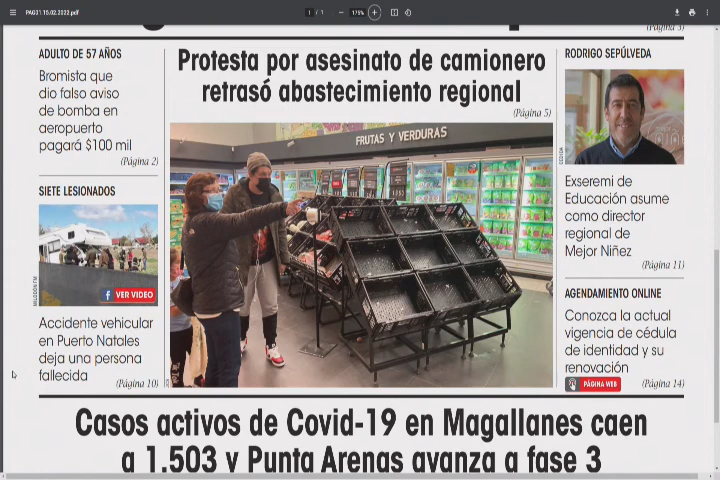 PAG01 15.02.2022.pdf
1 / 1
175%
(Página 3)
ADULTO DE 57 AÑOS
Bromista que
dio falso aviso
de bomba en
aeropuerto
pagará $100 mil
(Página 2)
SIETE LESIONADOS
MILODON TM
VER VIDEO
Accidente vehicular
en Puerto Natales
deja una persona
fallecida
(Página 10)
Protesta por asesinato de camionero
retrasó abastecimiento regional
(Página 5)
FRUTAS Y VERDURAS
RODRIGO SEPÚLVEDA
CEDIDA
Exseremi de
Educación asume
como director
regional de
Mejor Niñez
(Página 11)
AGENDAMIENTO ONLINE
Conozca la actual
vigencia de cédula
de identidad y su
renovación
PÁGINA WEB
(Página 14)
Casos activos de Covid-19 en Magallanes caen
a 1.503 y Punta Arenas avanza a fase 3